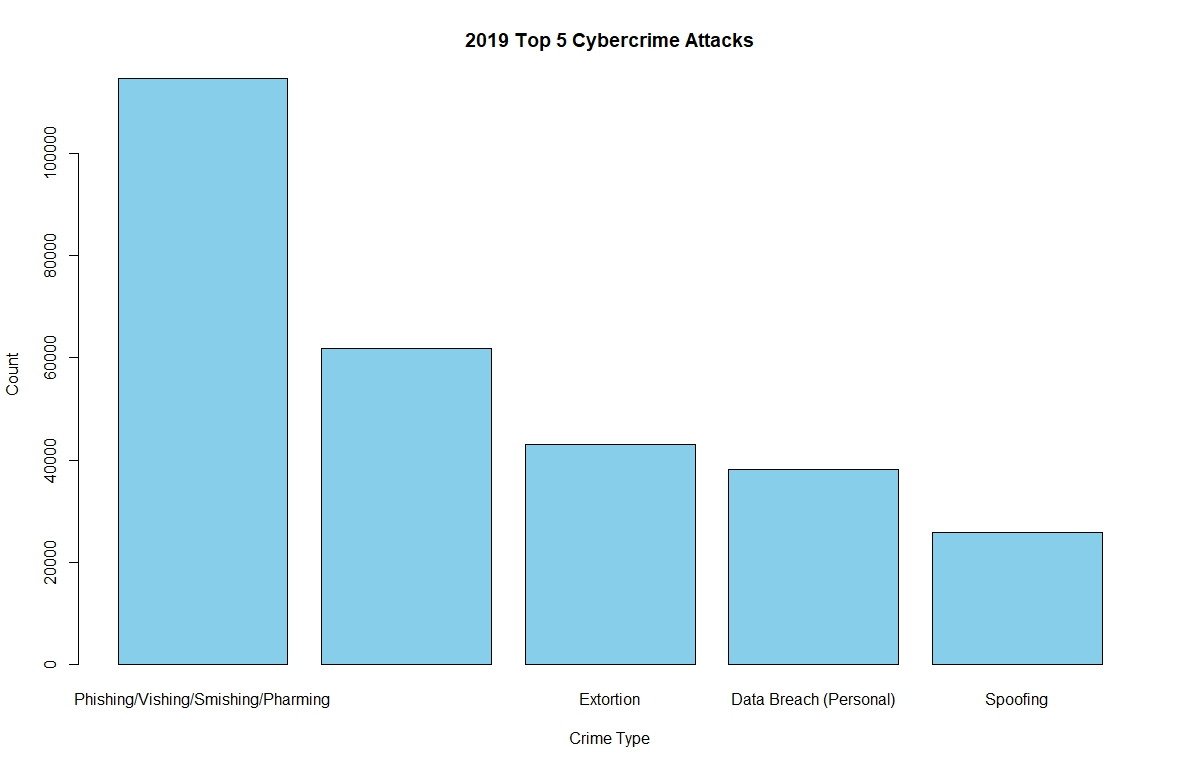 2019 Top 5 Cybercrime Attacks
100000
80000
60000
40000
20000
0
Count
Phishing/Vishing/Smishing/Pharming
Extortion
Data Breach (Personal)
Spoofing
Crime Type